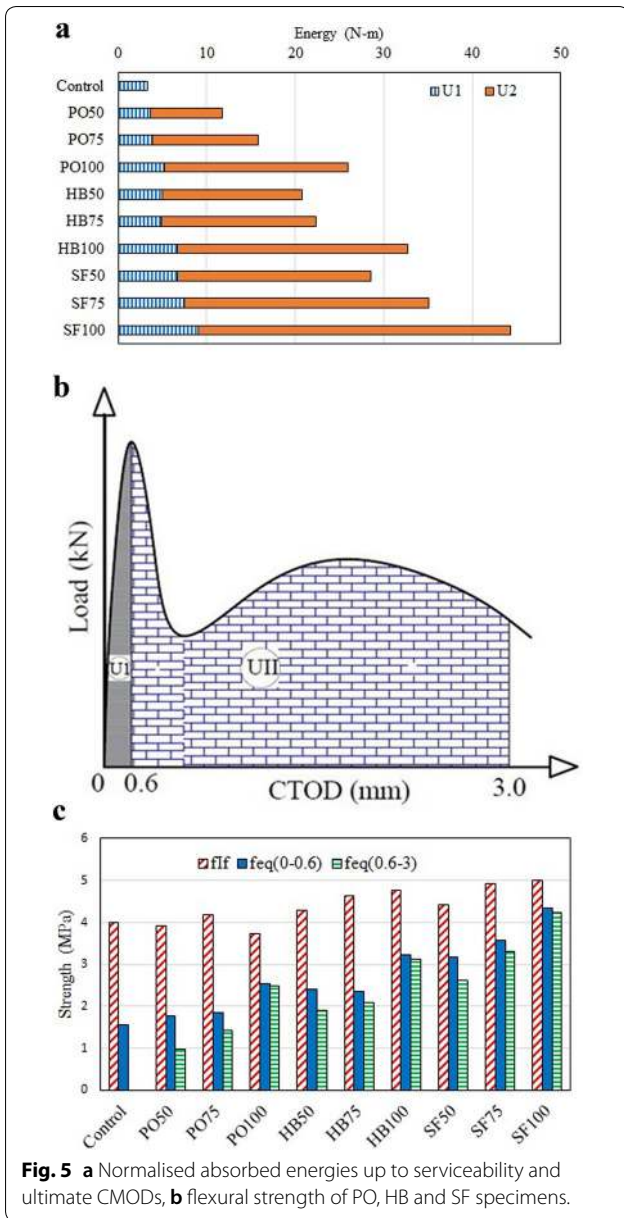 a
Energy (N-m)
0 10 20 30 40 50
Control
U1 U2
PO50
PO75
PO100
HB50
HB75
HB100
SF50
SF75
SF100
b
Load (kN)
UI
UII
0 0.6 3.0
CTOD (mm)
c
6
flf feq(0-0.6) feq(0.6-3)
5
4
3
2
1
0
Strength (MPa)
Control PO50 PO75 PO100 HB50 HB75 HB100 SF50 SF75 SF100
Fig. 5 a Normalised absorbed energies up to serviceability and
ultimate CMODs, b flexural strength of PO, HB and SF specimens.